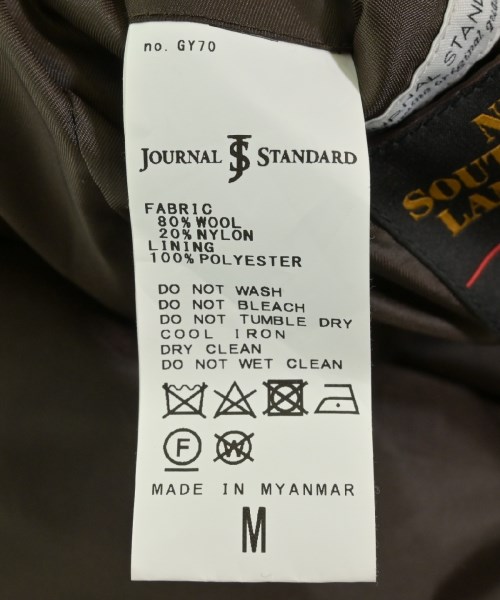 no. GY70
JOURNAL JS STANDARD
FABRIC
80% WOOL
20% NYLON
LINING
100% POLYESTER
DO NOT WASH
DO NOT BLEACH
DO NOT TUMBLE DRY
COOL IRON
DRY CLEAN
DO NOT WET CLEAN
F W
MADE IN MYANMAR
M